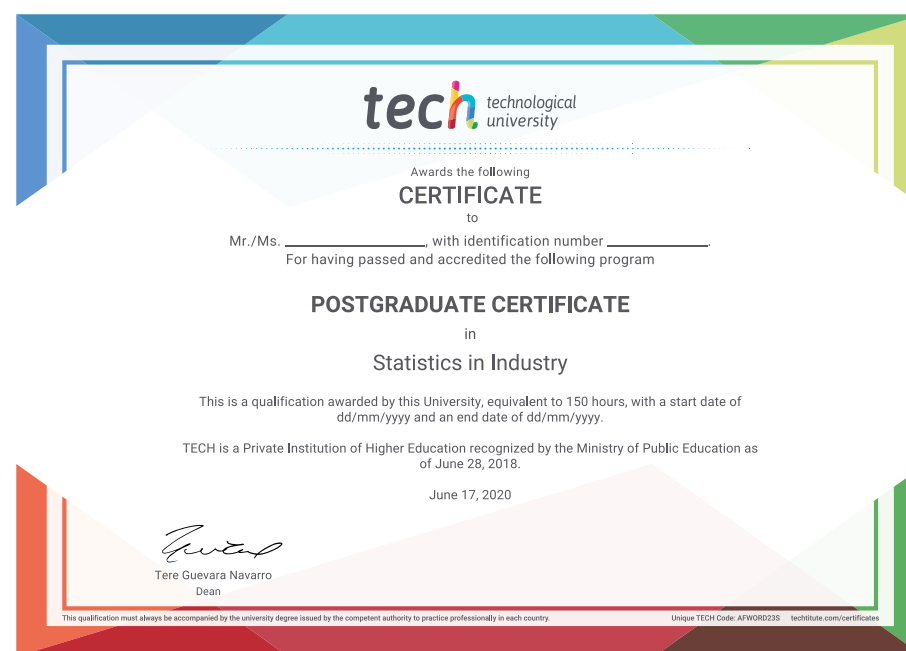 tech technological
university
Awards the following
CERTIFICATE
to
Mr./Ms. ____________________, with identification number ______________.
For having passed and accredited the following program
POSTGRADUATE CERTIFICATE
in
Statistics in Industry
This is a qualification awarded by this University, equivalent to 150 hours, with a start date of
dd/mm/yyyy and an end date of dd/mm/yyyy.
TECH is a Private Institution of Higher Education recognized by the Ministry of Public Education as
of June 28, 2018.
June 17, 2020
Tere Guevara Navarro
Dean
This qualification must always be accompanied by the university degree issued by the competent authority to practice professionally in each country. Unique TECH Code: AFWORD23S techtitute.com/certificates